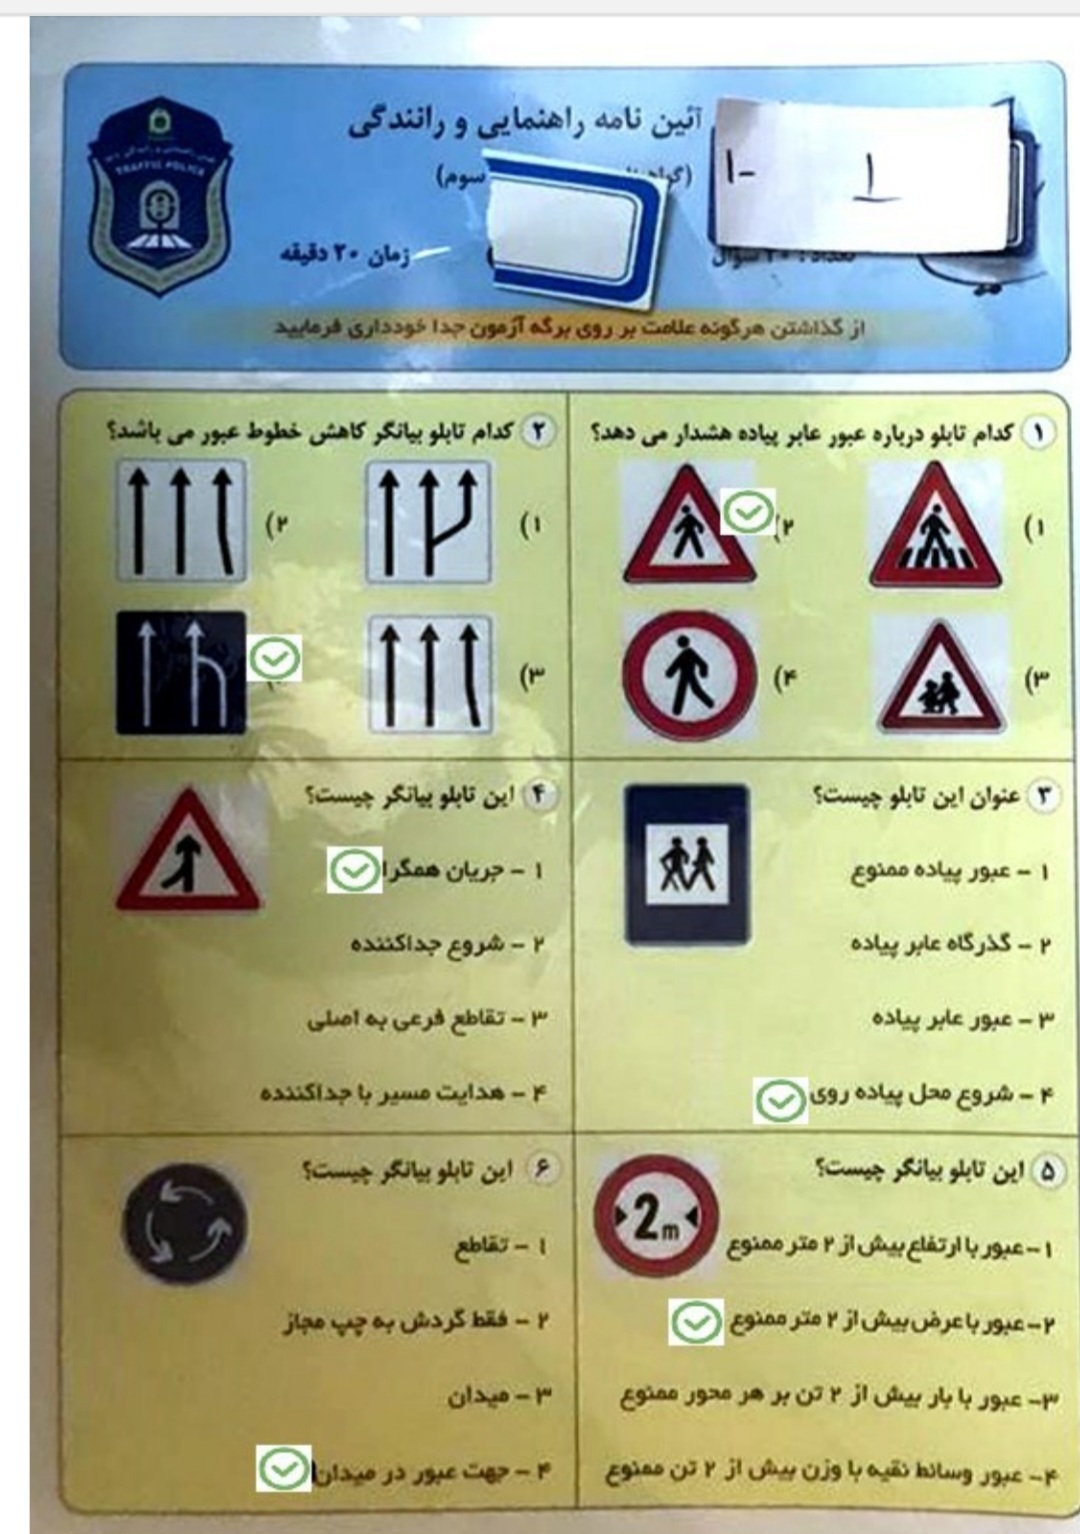 آئین نامه راهنمایی و رانندگی
سوم)
۱- ۱
زمان ۲۰ دقیقه
سوال
TRAFFIC POLICE
از گذاشتن هرگونه علامت بر روی برگه آزمون جدا خودداری فرمایید
۱ کدام تابلو درباره عبور عابر پیاده هشدار می دهد؟
۱)
۲)
۳)
۴)
۲ کدام تابلو بیانگر کاهش خطوط عبور می باشد؟
۱)
۲)
۳)
۳ عنوان این تابلو چیست؟
۱ - عبور پیاده ممنوع
۲ - گذرگاه عابر پیاده
۳ - عبور عابر پیاده
۴ - شروع محل پیاده روی
۴ این تابلو بیانگر چیست؟
۱ - جریان همگرا
۲ - شروع جداکننده
۳ - تقاطع فرعی به اصلی
۴ - هدایت مسیر با جداکننده
۵ این تابلو بیانگر چیست؟
2m
۱- عبور با ارتفاع بیش از ۲ متر ممنوع
۲- عبور با عرض بیش از ۲ متر ممنوع
۳- عبور با بار بیش از ۲ تن بر هر محور ممنوع
۴- عبور وسائط نقیه با وزن بیش از ۲ تن ممنوع
۶ این تابلو بیانگر چیست؟
۱ - تقاطع
۲ - فقط گردش به چپ مجاز
۳ - میدان
۴ - جهت عبور در میدان